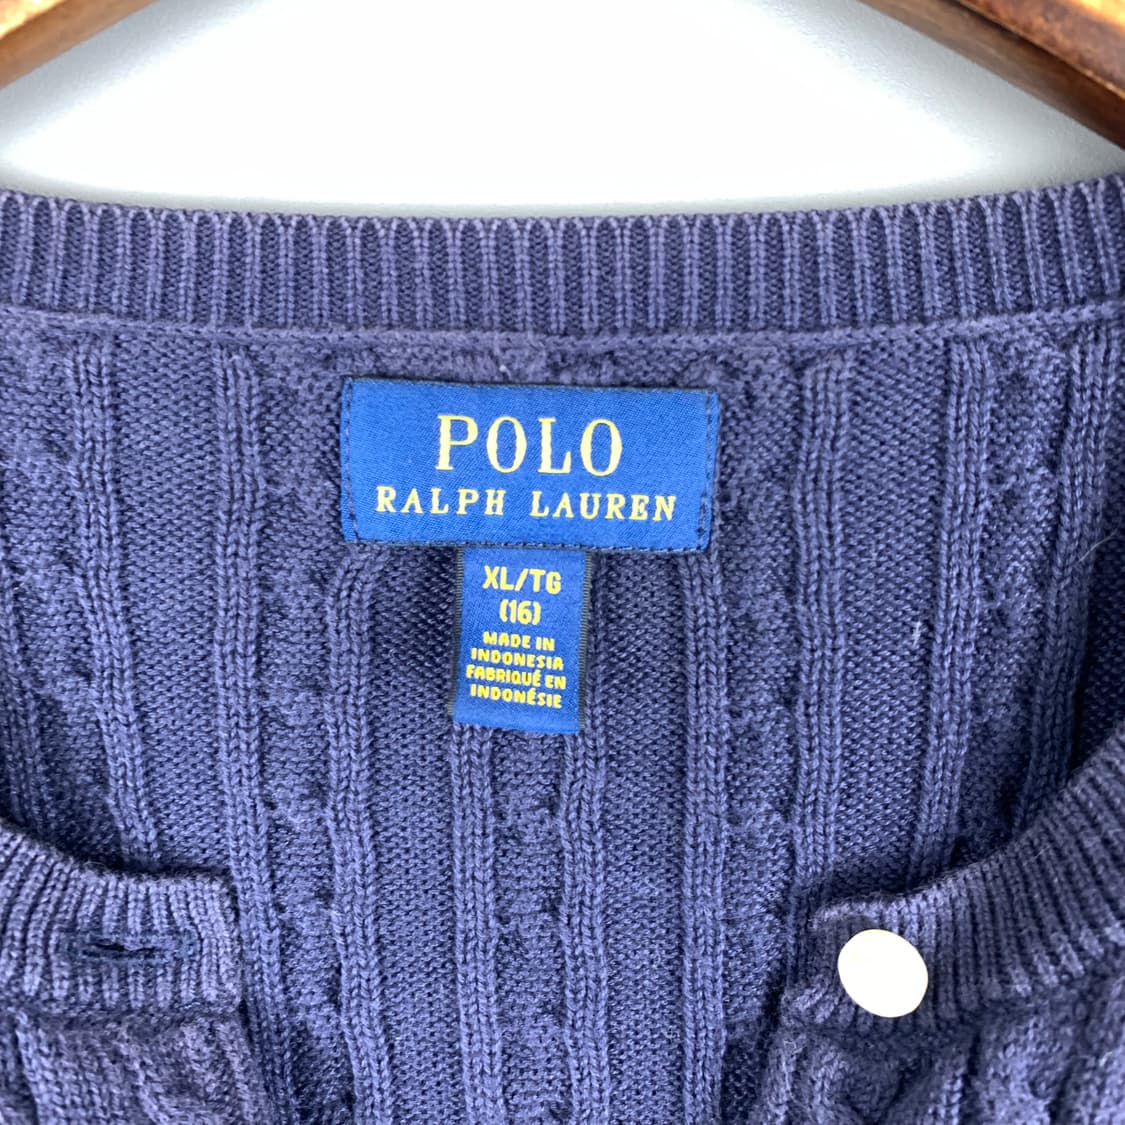 POLO
RALPH LAUREN
XL/TG
(16)
MADE IN
INDONESIA
FABRIQUÉ EN
INDONÉSIE